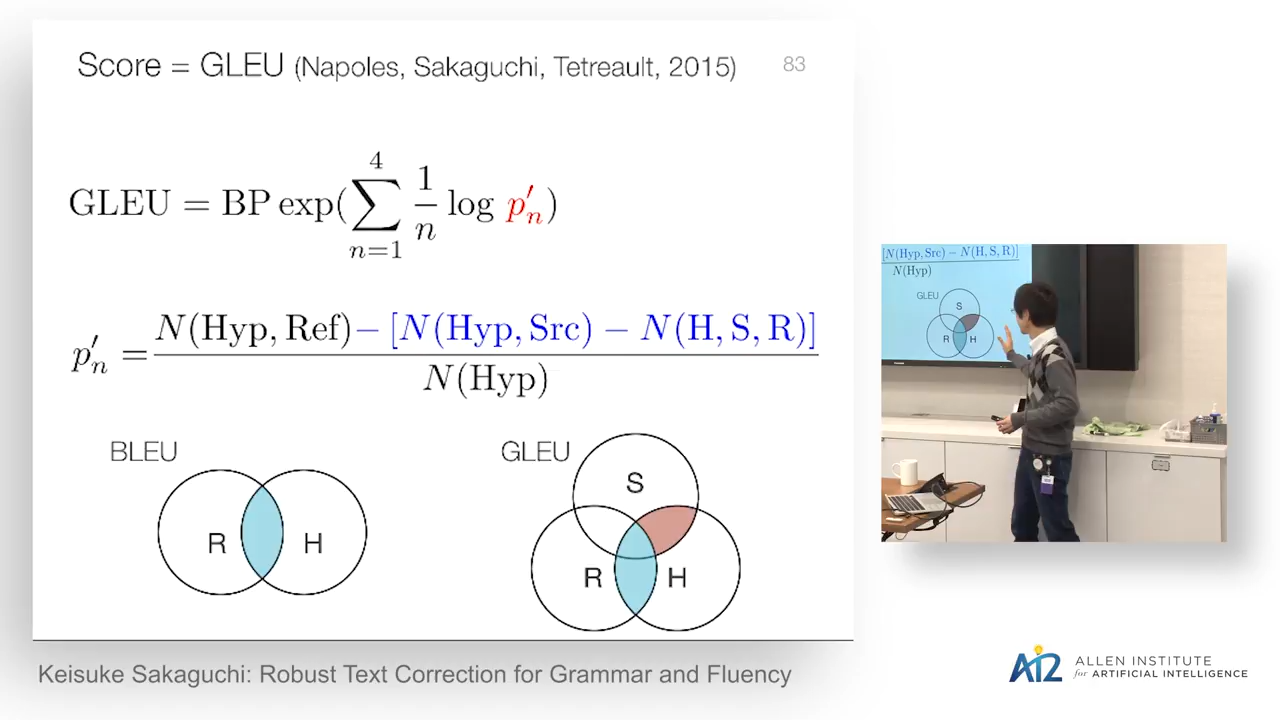 Score = GLEU (Napoles, Sakaguchi, Tetreault, 2015)
83
GLEU = BP exp(∑_{n=1}^{4} 1/n log p′_n)
p′_n = N(Hyp, Ref) − [N(Hyp, Src) − N(H, S, R)] / N(Hyp)
BLEU
R H
GLEU
S
R H
[N(Hyp, Src) − N(H, S, R)]
N(Hyp)
GLEU
S
R H
Keisuke Sakaguchi: Robust Text Correction for Grammar and Fluency
AI2
ALLEN INSTITUTE
for ARTIFICIAL INTELLIGENCE